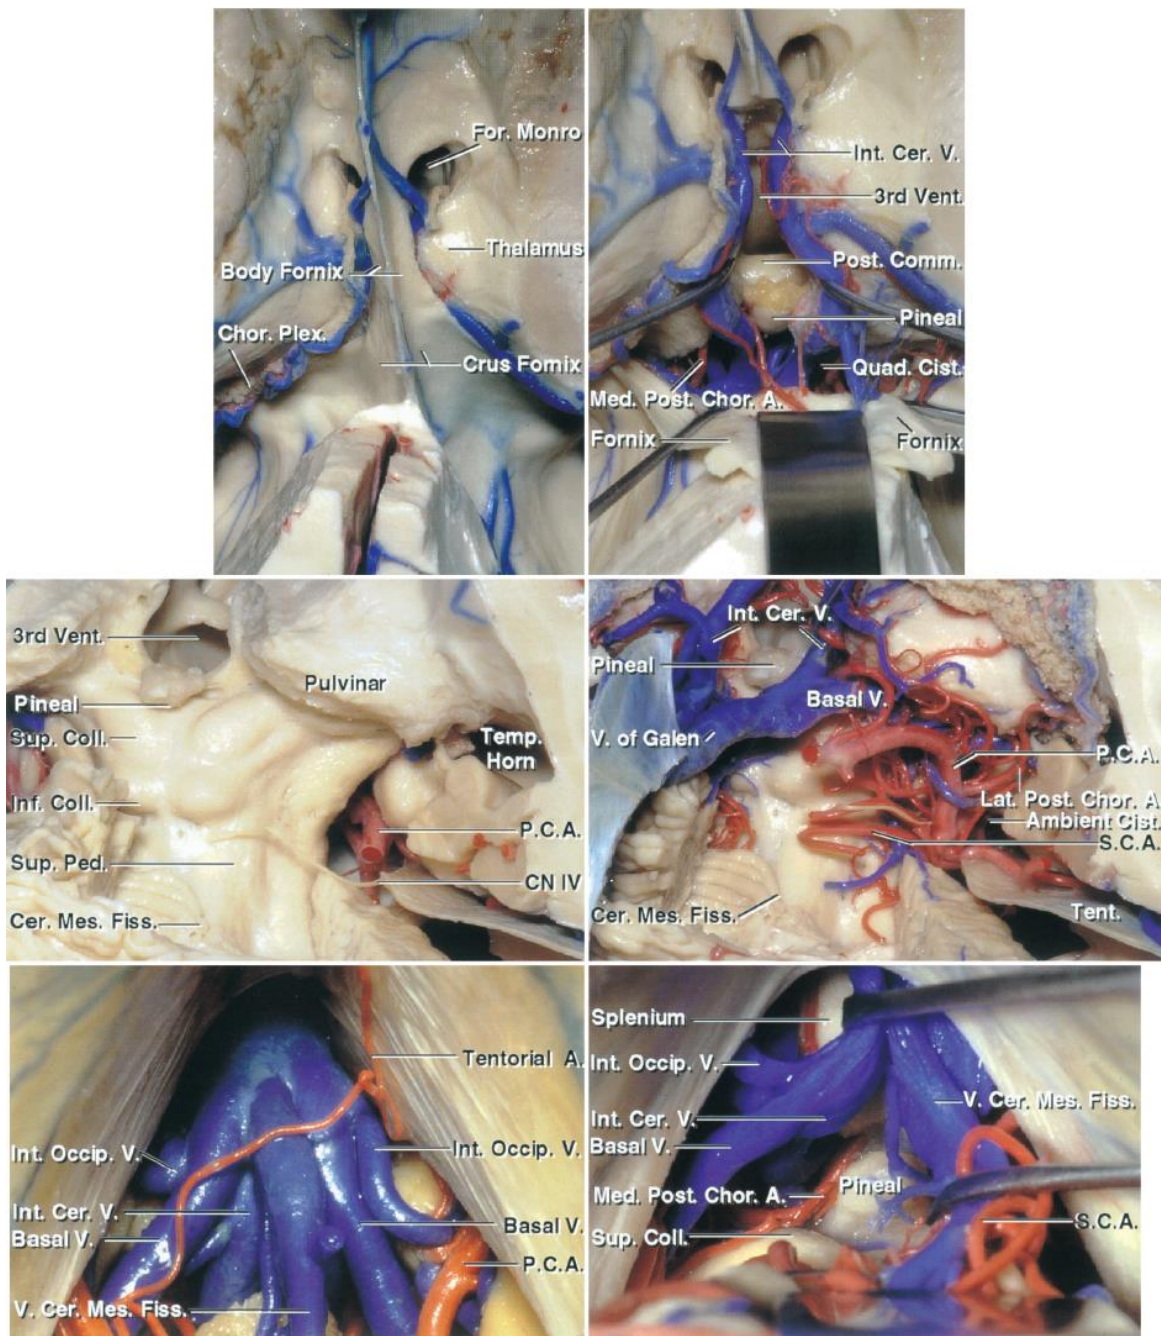 For. Monro
Thalamus
Body Fornix
Chor. Plex.
Crus Fornix
Int. Cer. V.
3rd Vent.
Post. Comm.
Pineal
Quad. Cist.
Med. Post. Chor. A.
Fornix
Fornix
3rd Vent.
Pulvinar
Pineal
Sup. Coll.
Temp.
Horn
Inf. Coll.
P.C.A.
Sup. Ped.
CN IV
Cer. Mes. Fiss.
Int. Cer. V.
Pineal
Basal V.
V. of Galen
P.C.A.
Lat. Post. Chor. A.
Ambient Cist.
S.C.A.
Cer. Mes. Fiss.
Tent.
Tentorial A.
Int. Occip. V.
Int. Occip. V.
Int. Cer. V.
Basal V.
Basal V.
P.C.A.
V. Cer. Mes. Fiss.
Splenium
Int. Occip. V.
V. Cer. Mes. Fiss.
Int. Cer. V.
Basal V.
Med. Post. Chor. A.
Pineal
S.C.A.
Sup. Coll.